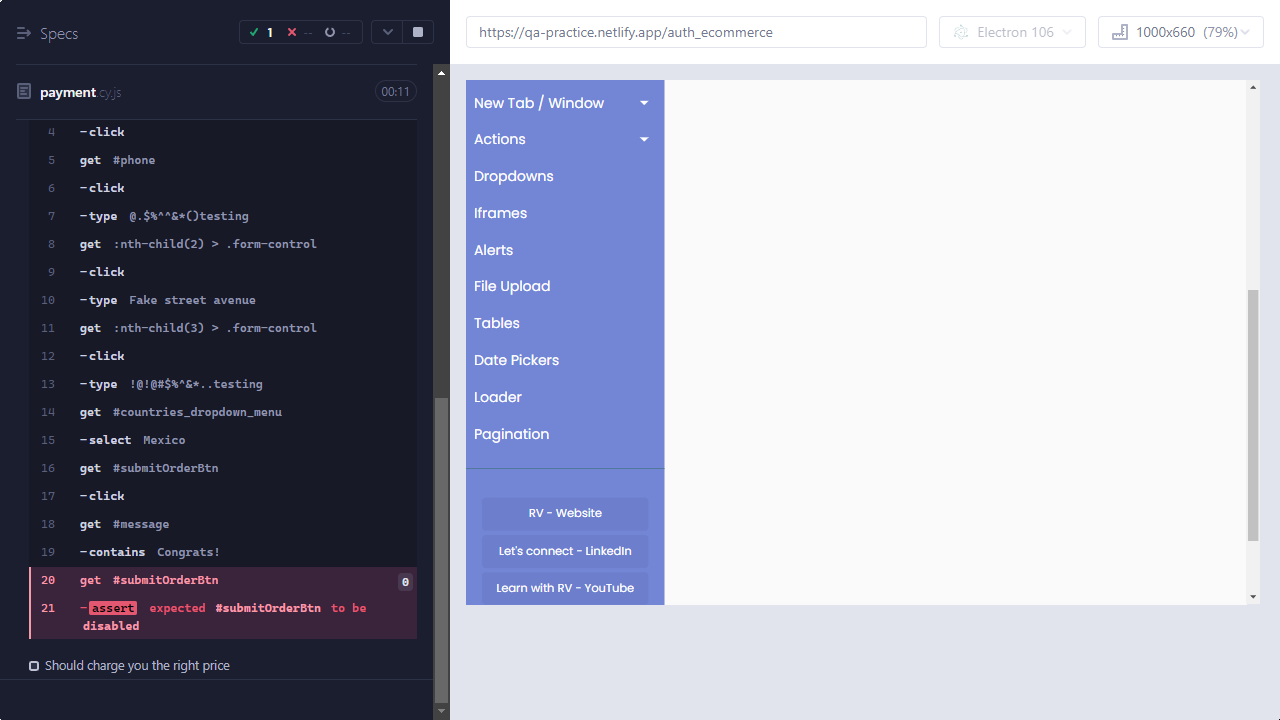 Specs
1
--
--
payment.cy.js
00:11
4 -click
5 get #phone
6 -click
7 -type @.$%^^&*()testing
8 get :nth-child(2) > .form-control
9 -click
10 -type Fake street avenue
11 get :nth-child(3) > .form-control
12 -click
13 -type !@!@#$%^&*..testing
14 get #countries_dropdown_menu
15 -select Mexico
16 get #submitOrderBtn
17 -click
18 get #message
19 -contains Congrats!
20 get #submitOrderBtn 0
21 -assert expected #submitOrderBtn to be
disabled
Should charge you the right price
https://qa-practice.netlify.app/auth_ecommerce
Electron 106
1000x660 (79%)
New Tab / Window
Actions
Dropdowns
Iframes
Alerts
File Upload
Tables
Date Pickers
Loader
Pagination
RV - Website
Let's connect - LinkedIn
Learn with RV - YouTube